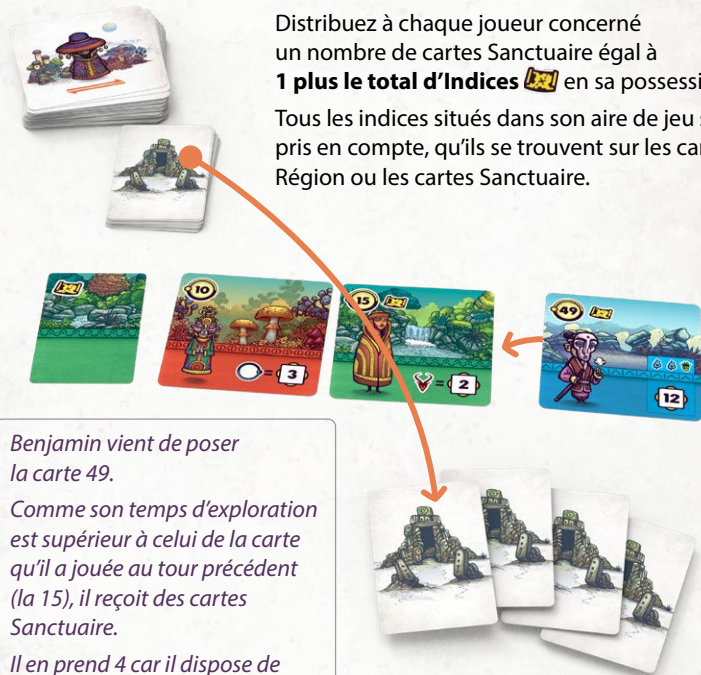 Distribuez à chaque joueur concerné
un nombre de cartes Sanctuaire égal à
1 plus le total d'Indices en sa
Tous les indices situés dans son aire de jeu
pris en compte, qu'ils se trouvent sur les
Région ou les cartes Sanctuaire.
10
3
15
2
49
12
Benjamin vient de poser
la carte 49.
Comme son temps d'exploration
est supérieur à celui de la carte
qu'il a jouée au tour précédent
(la 15), il reçoit des cartes
Sanctuaire.
Il en prend 4 car il dispose de